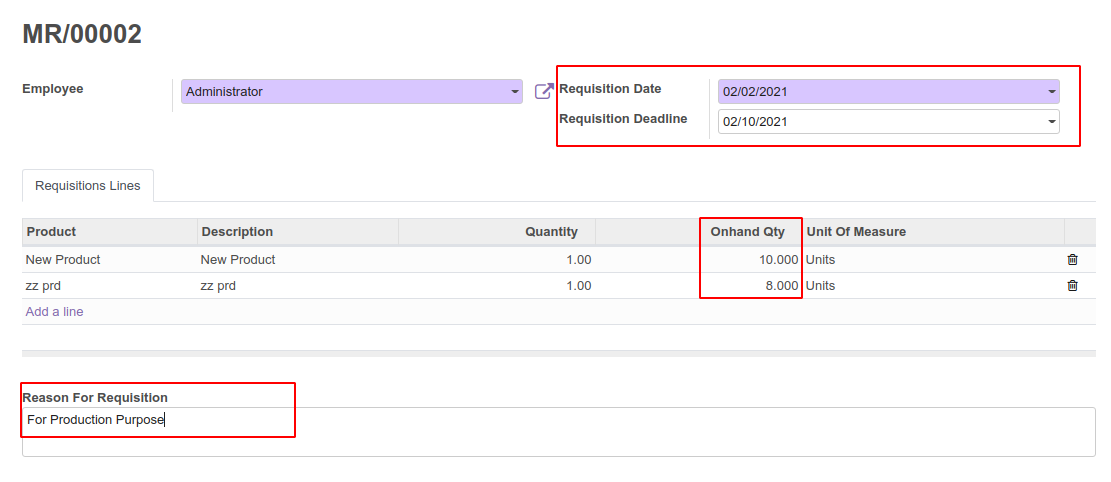 MR/00002
Employee Administrator Requisition Date 02/02/2021
Requisition Deadline 02/10/2021
Requisitions Lines
Product Description Quantity Onhand Qty Unit Of Measure
New Product New Product 1.00 10.000 Units
zz prd zz prd 1.00 8.000 Units
Add a line
Reason For Requisition
For Production Purpose